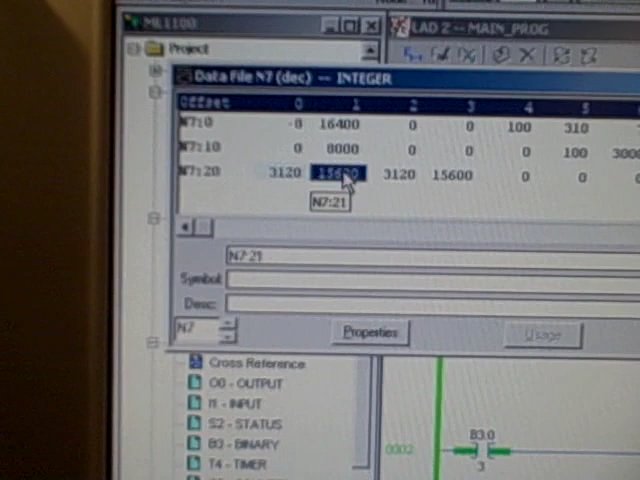 ML1100
LAD 2 -- MAIN_PROG
Project
Data File N7 (dec) -- INTEGER
Offset 0 1 2 3 4 5
N7:0 -8 16400 0 0 100 310
N7:10 0 8000 0 0 0 100 3000
N7:20 3120 15600 3120 15600 0 0
N7:21
N7:21
Symbol:
Desc:
N7 Properties Usage
Cross Reference
O0 - OUTPUT
I1 - INPUT
S2 - STATUS
B3 - BINARY
T4 - TIMER
B3:0
0002
3